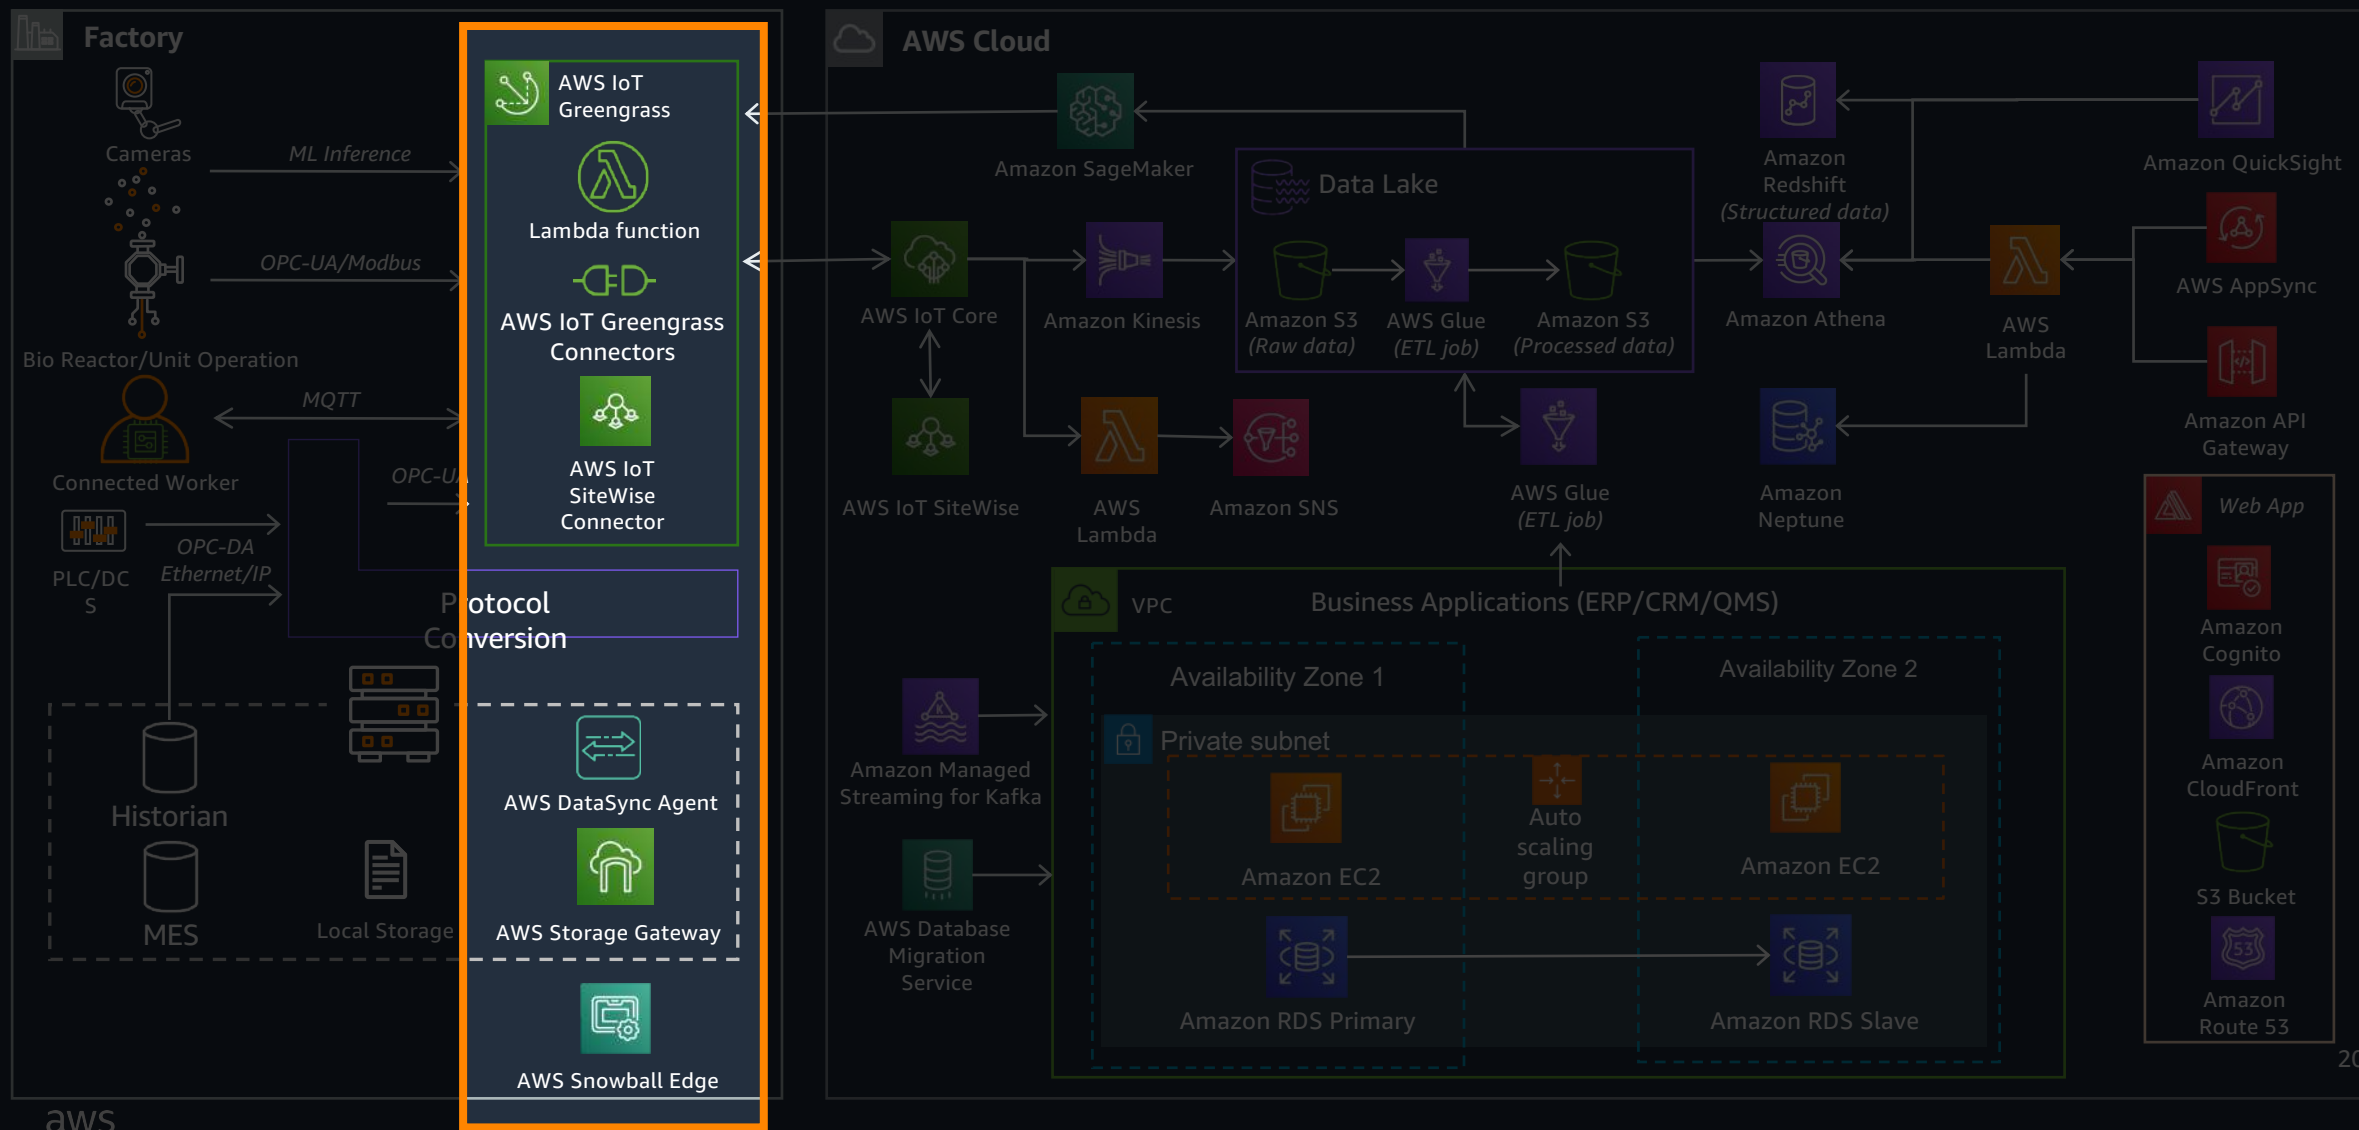 Factory
Cameras
ML Inference
OPC-UA/Modbus
Bio Reactor/Unit Operation
MQTT
Connected Worker
OPC-UA
OPC-DA
Ethernet/IP
PLC/DC
S
Protocol
Conversion
Historian
MES
Local Storage
AWS IoT
Greengrass
Lambda function
AWS IoT Greengrass
Connectors
AWS IoT
SiteWise
Connector
AWS DataSync Agent
AWS Storage Gateway
AWS Snowball Edge
aws
AWS Cloud
Amazon SageMaker
AWS IoT Core
Amazon Kinesis
AWS IoT SiteWise
AWS
Lambda
Amazon SNS
Data Lake
Amazon S3
(Raw data)
AWS Glue
(ETL job)
Amazon S3
(Processed data)
AWS Glue
(ETL job)
Amazon
Redshift
(Structured data)
Amazon Athena
Amazon
Neptune
AWS
Lambda
Amazon QuickSight
AWS AppSync
Amazon API
Gateway
VPC
Business Applications (ERP/CRM/QMS)
Availability Zone 1
Availability Zone 2
Private subnet
Amazon EC2
Auto
scaling
group
Amazon EC2
Amazon RDS Primary
Amazon RDS Slave
K
Amazon Managed
Streaming for Kafka
AWS Database
Migration
Service
Web App
Amazon
Cognito
Amazon
CloudFront
S3 Bucket
53
Amazon
Route 53
20